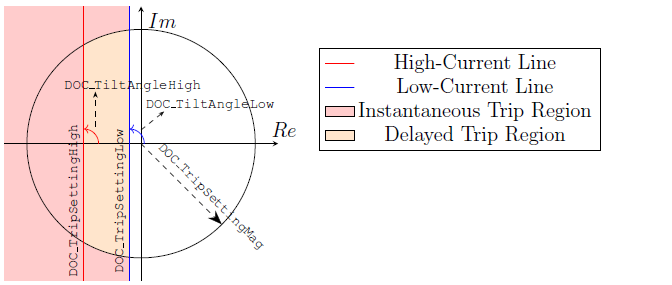 Im
DOC_TiltAngleHigh
DOC_TiltAngleLow
Re
DOC_TripSettingHigh
DOC_TripSettingLow
DOC_TripSettingMag
High-Current Line
Low-Current Line
Instantaneous Trip Region
Delayed Trip Region